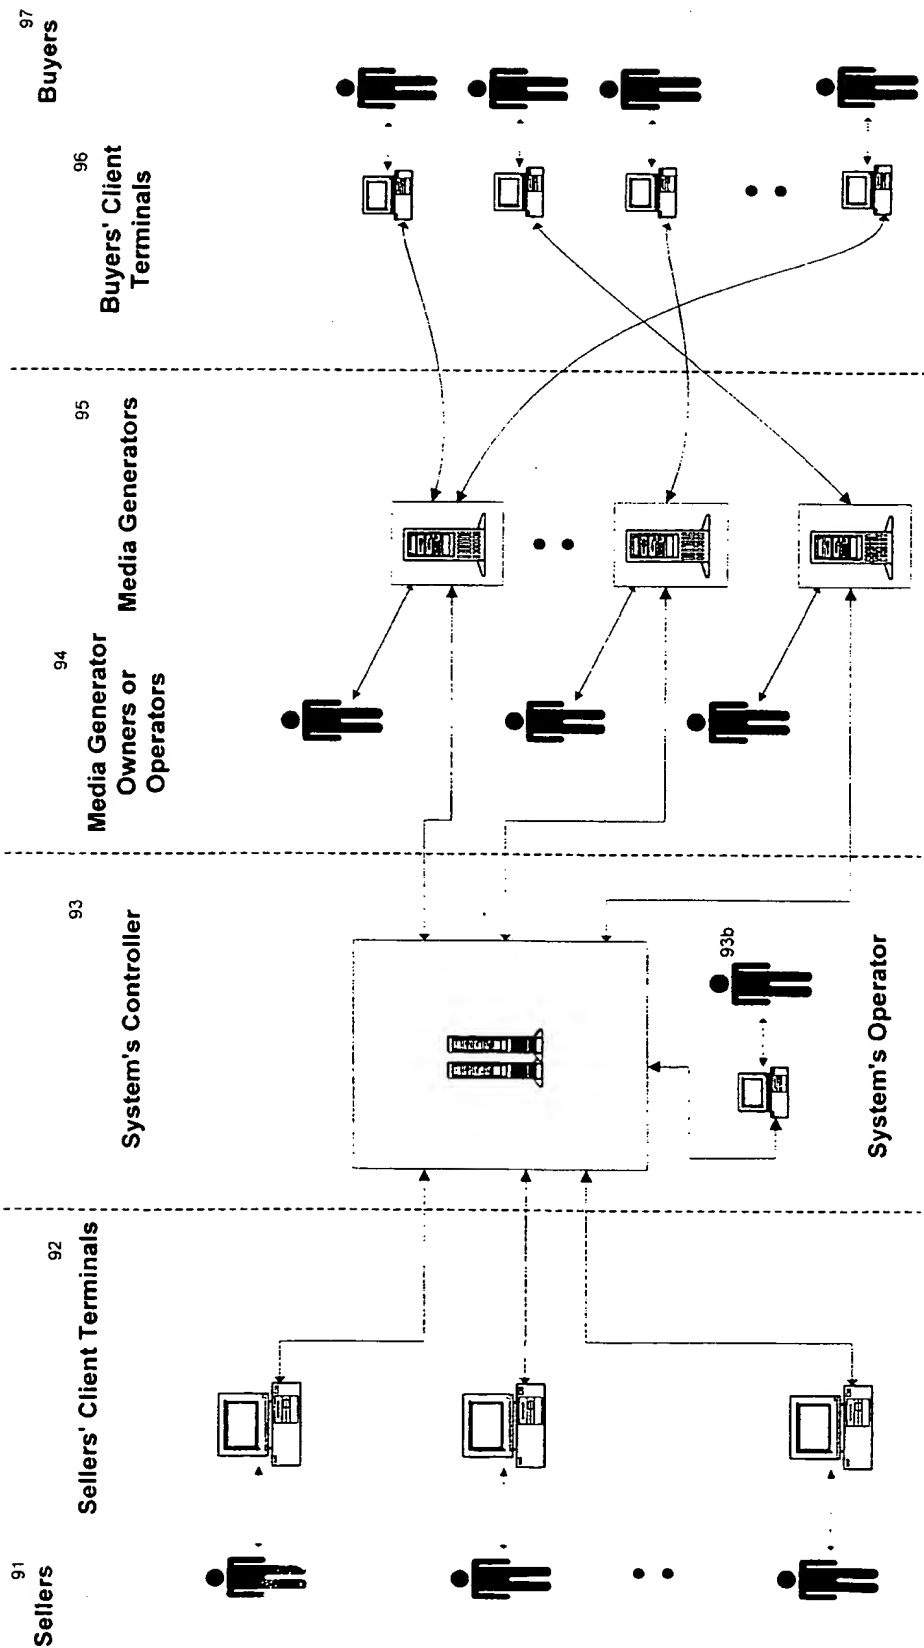 91
Sellers
92
Sellers' Client Terminals
93
System's Controller
93b
System's Operator
94
Media Generator
Owners or
Operators
95
Media Generators
96
Buyers' Client
Terminals
97
Buyers